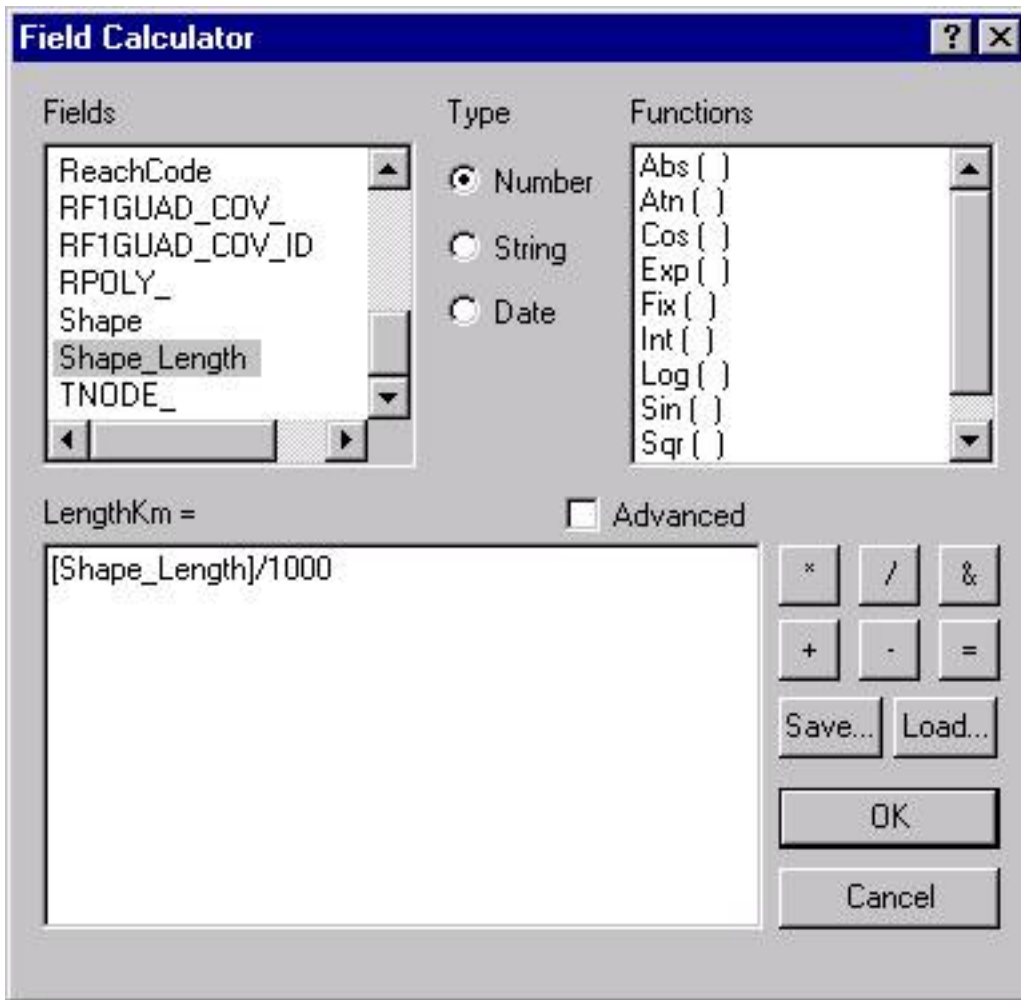 Field Calculator
? X
Fields
Type
Functions
ReachCode
RF1GUAD_COV_
RF1GUAD_COV_ID
RPOLY_
Shape
Shape_Length
TNODE_
Number
String
Date
Abs ( )
Atn ( )
Cos ( )
Exp ( )
Fix ( )
Int ( )
Log ( )
Sin ( )
Sqr ( )
LengthKm =
Advanced
[Shape_Length]/1000
* / &
+ - =
Save... Load...
OK
Cancel